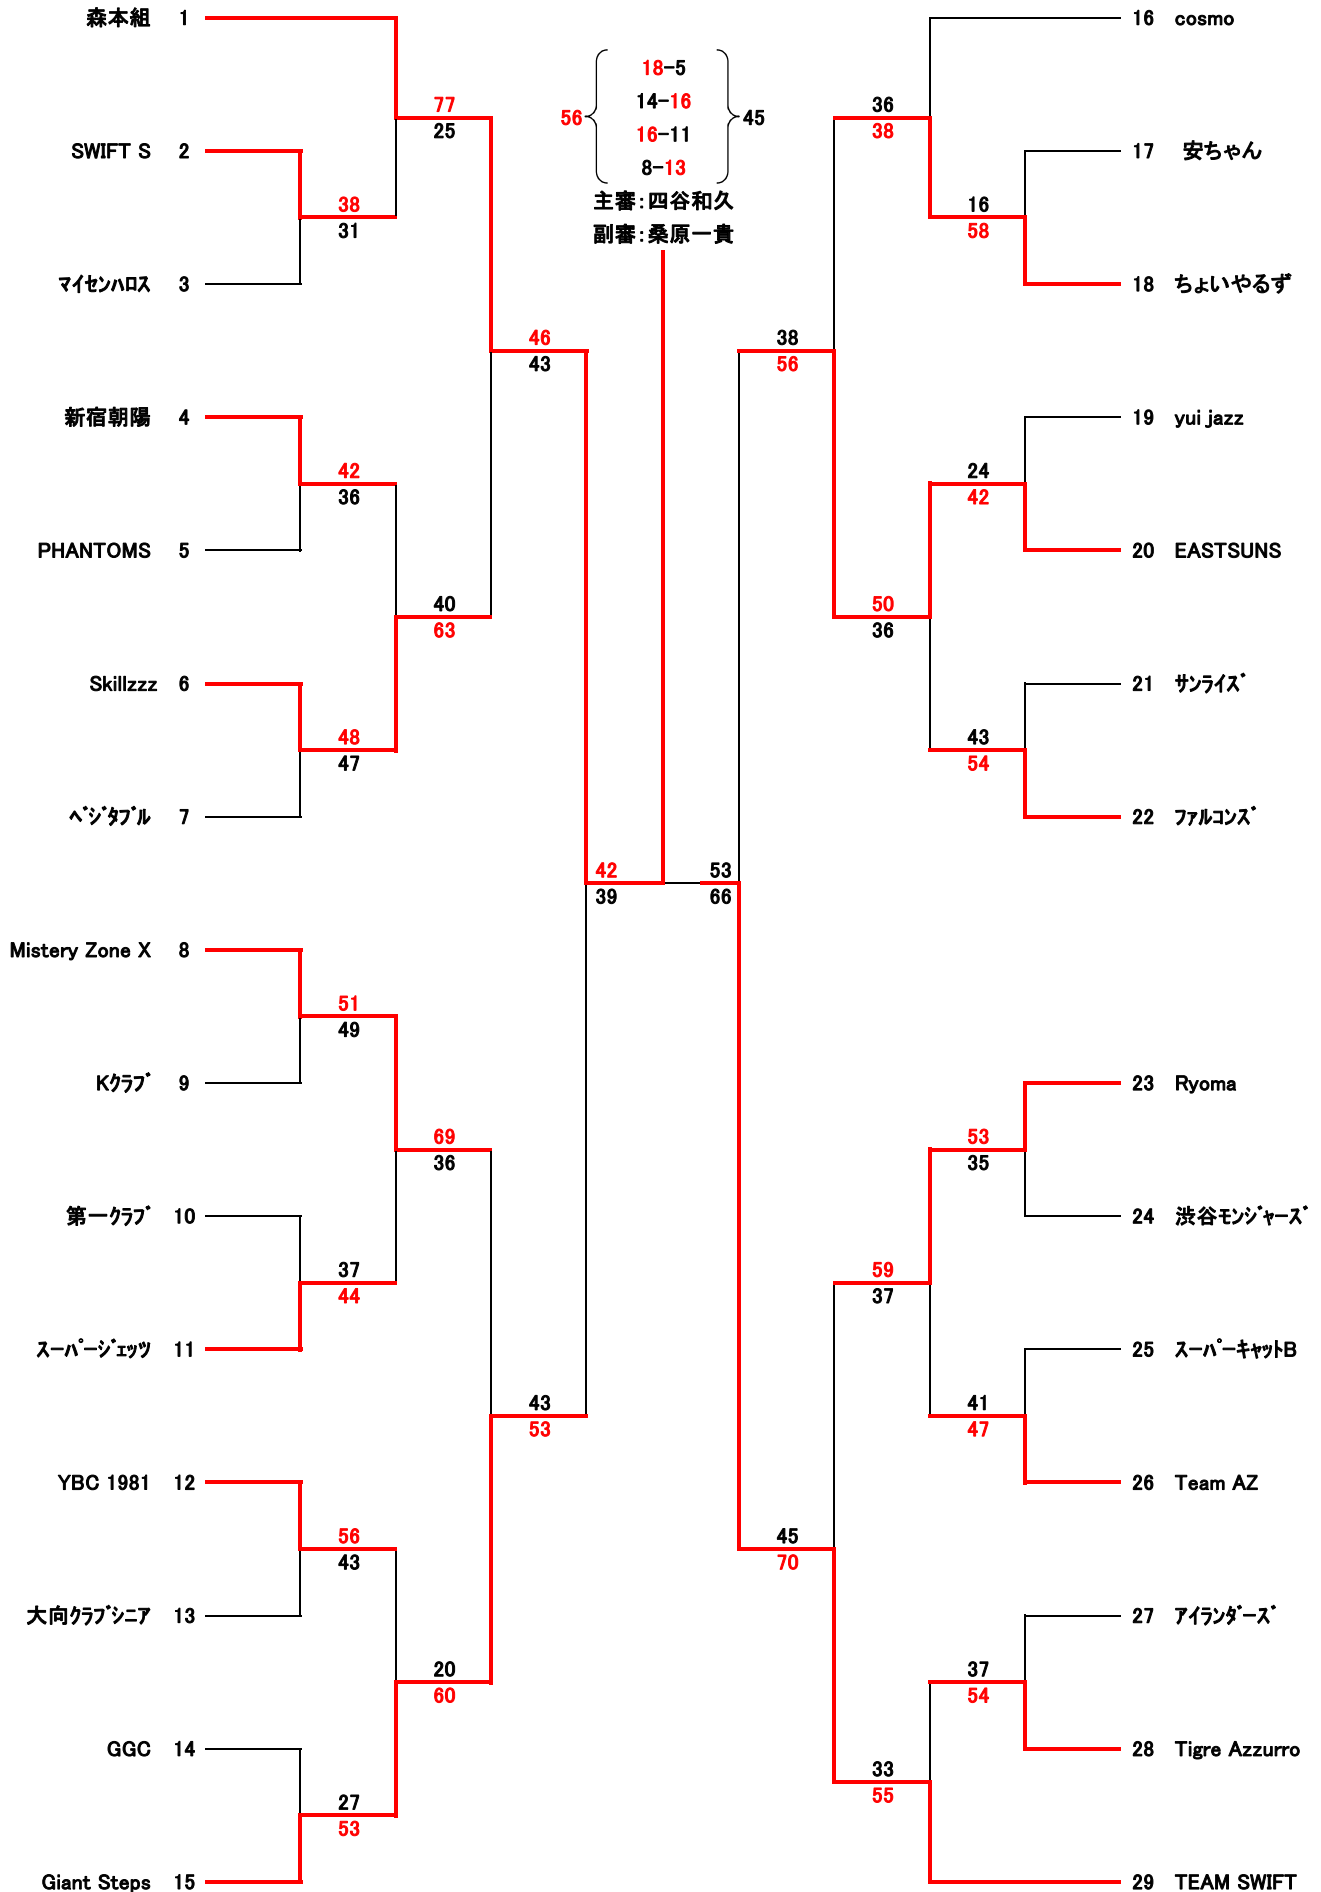 森本組 1
SWIFT S 2
マイセンハロス 3
新宿朝陽 4
PHANTOMS 5
Skillzzz 6
ベジタブル 7
Mistery Zone X 8
Kクラブ 9
第一クラブ 10
スーパージェッツ 11
YBC 1981 12
大向クラブシニア 13
GGC 14
Giant Steps 15
38
31
42
36
48
47
51
49
37
44
56
43
27
53
77
25
40
63
69
36
20
60
46
43
43
53
42
39
56
18-5
14-16
16-11
8-13
45
主審:四谷和久
副審:桑原一貴
53
66
38
56
45
70
36
38
50
36
59
37
33
55
16
58
24
42
43
54
53
35
41
47
37
54
16 cosmo
17 安ちゃん
18 ちょいやるず
19 yui jazz
20 EASTSUNS
21 サンライズ
22 ファルコンズ
23 Ryoma
24 渋谷モンジャーズ
25 スーパーキャットB
26 Team AZ
27 アイランダーズ
28 Tigre Azzurro
29 TEAM SWIFT